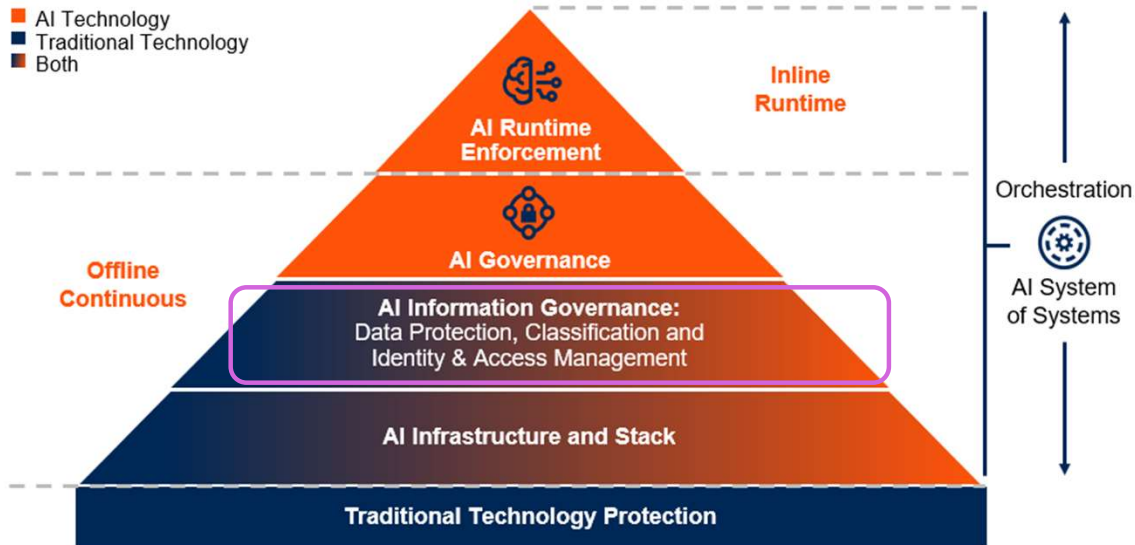 AI Technology
Traditional Technology
Both
Inline
Runtime
AI Runtime
Enforcement
Orchestration
AI System
of Systems
Offline
Continuous
AI Governance
AI Information Governance:
Data Protection, Classification and
Identity & Access Management
AI Infrastructure and Stack
Traditional Technology Protection